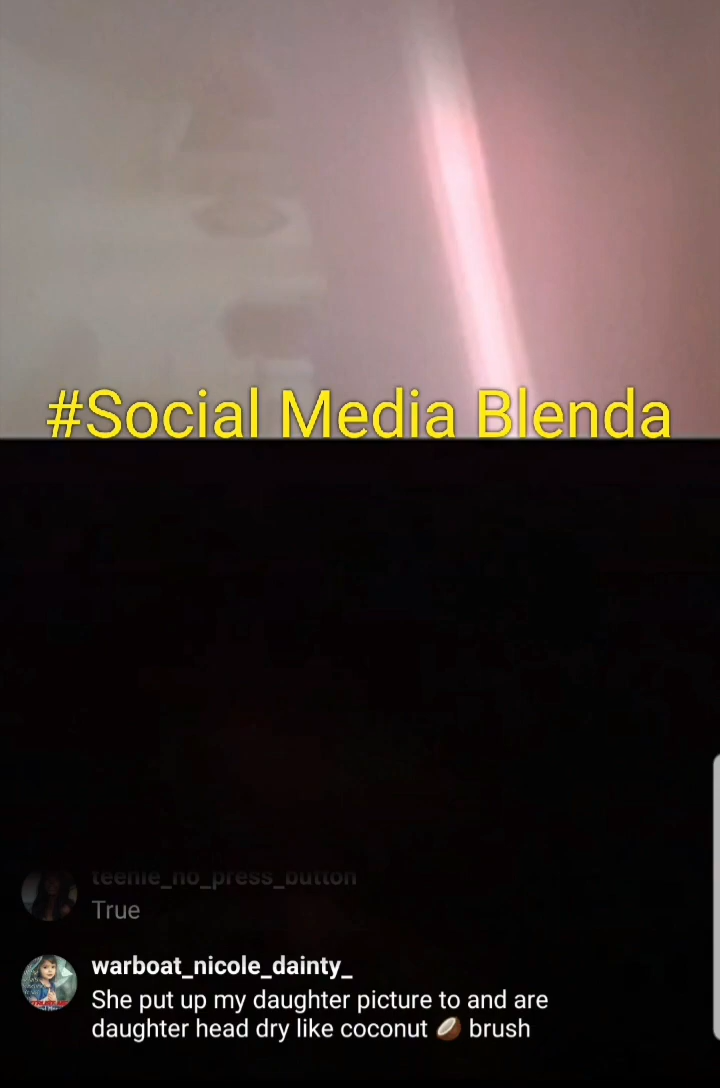 #Social Media Blenda
teenie_no_press_button
True
warboat_nicole_dainty_
She put up my daughter picture to and are
daughter head dry like coconut 🥥 brush